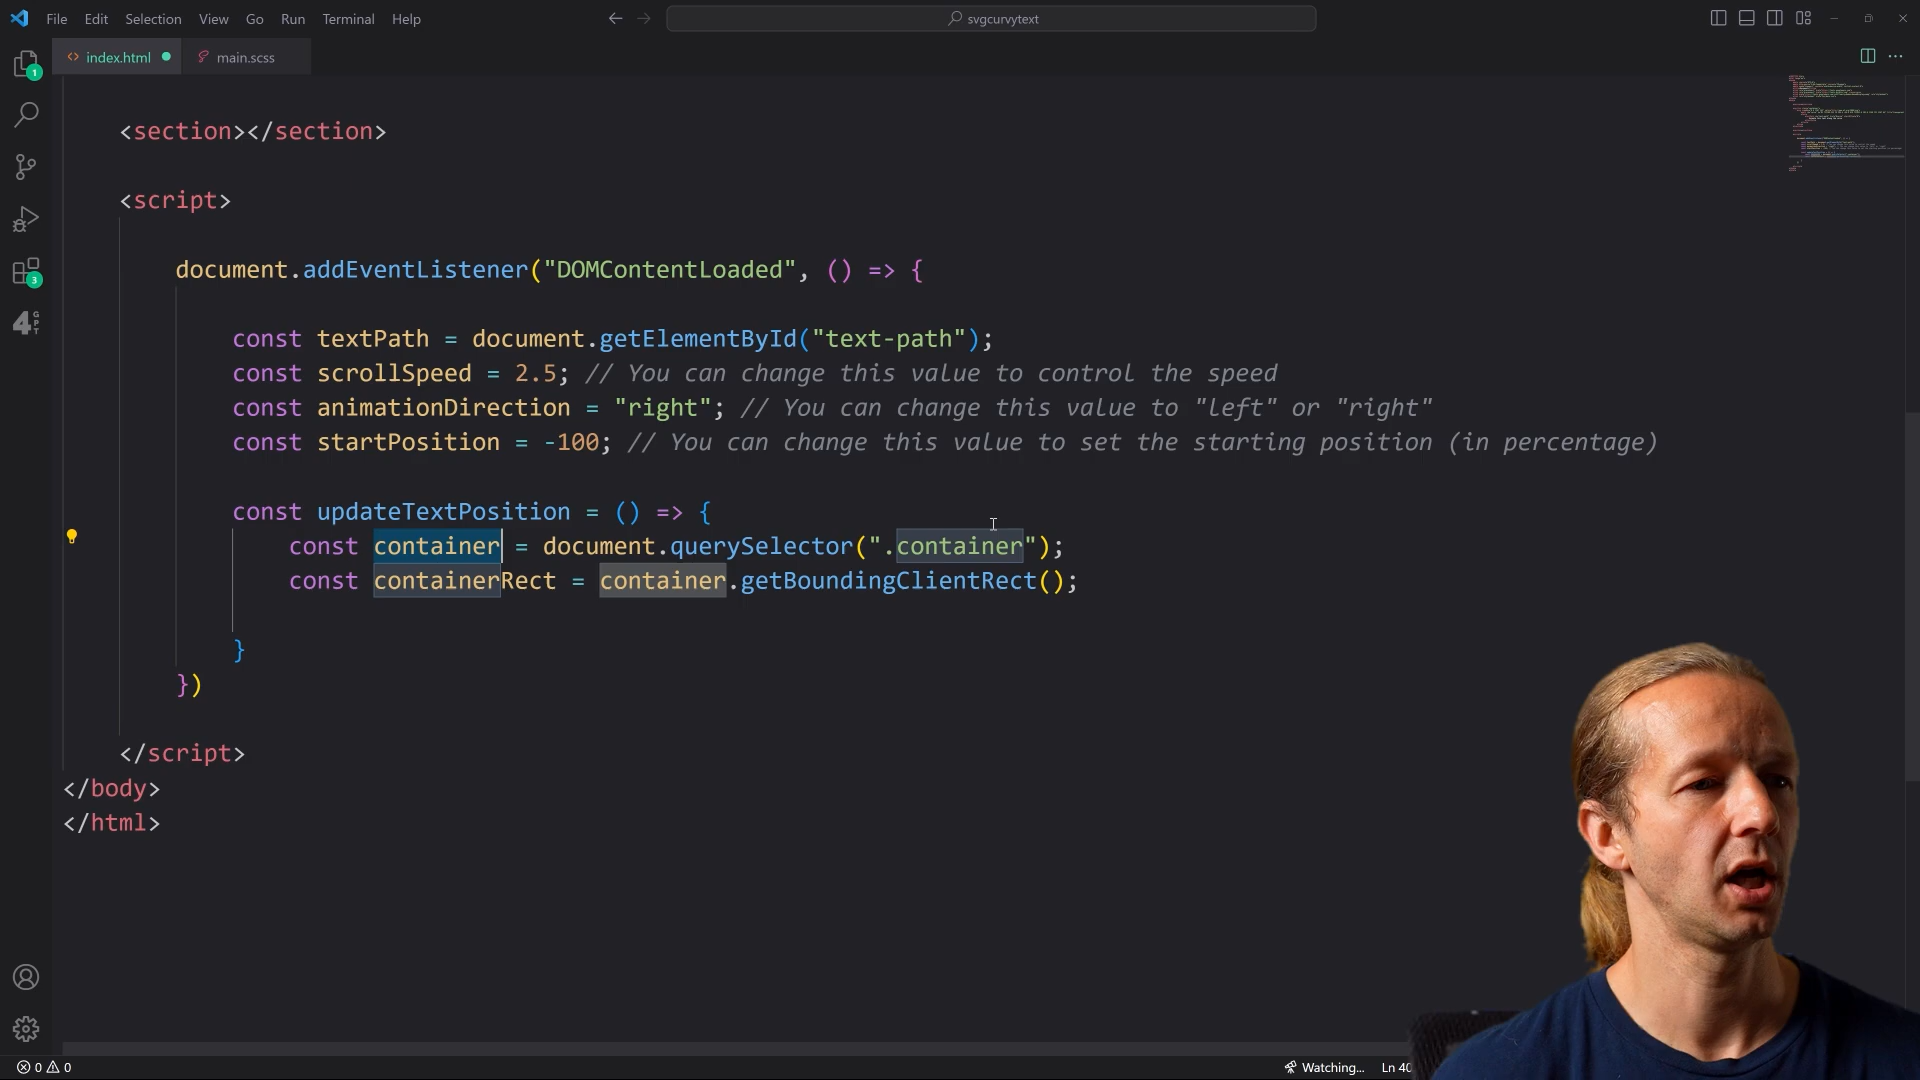 File Edit Selection View Go Run Terminal Help
svgcurvytext
index.html
main.scss
1
3
4 GPT
<section></section>
<script>
document.addEventListener("DOMContentLoaded", () => {
const textPath = document.getElementById("text-path");
const scrollSpeed = 2.5; // You can change this value to control the speed
const animationDirection = "right"; // You can change this value to "left" or "right"
const startPosition = -100; // You can change this value to set the starting position (in percentage)
const updateTextPosition = () => {
const container = document.querySelector(".container");
const containerRect = container.getBoundingClientRect();
}
})
</script>
</body>
</html>
0 0
Watching... Ln 40